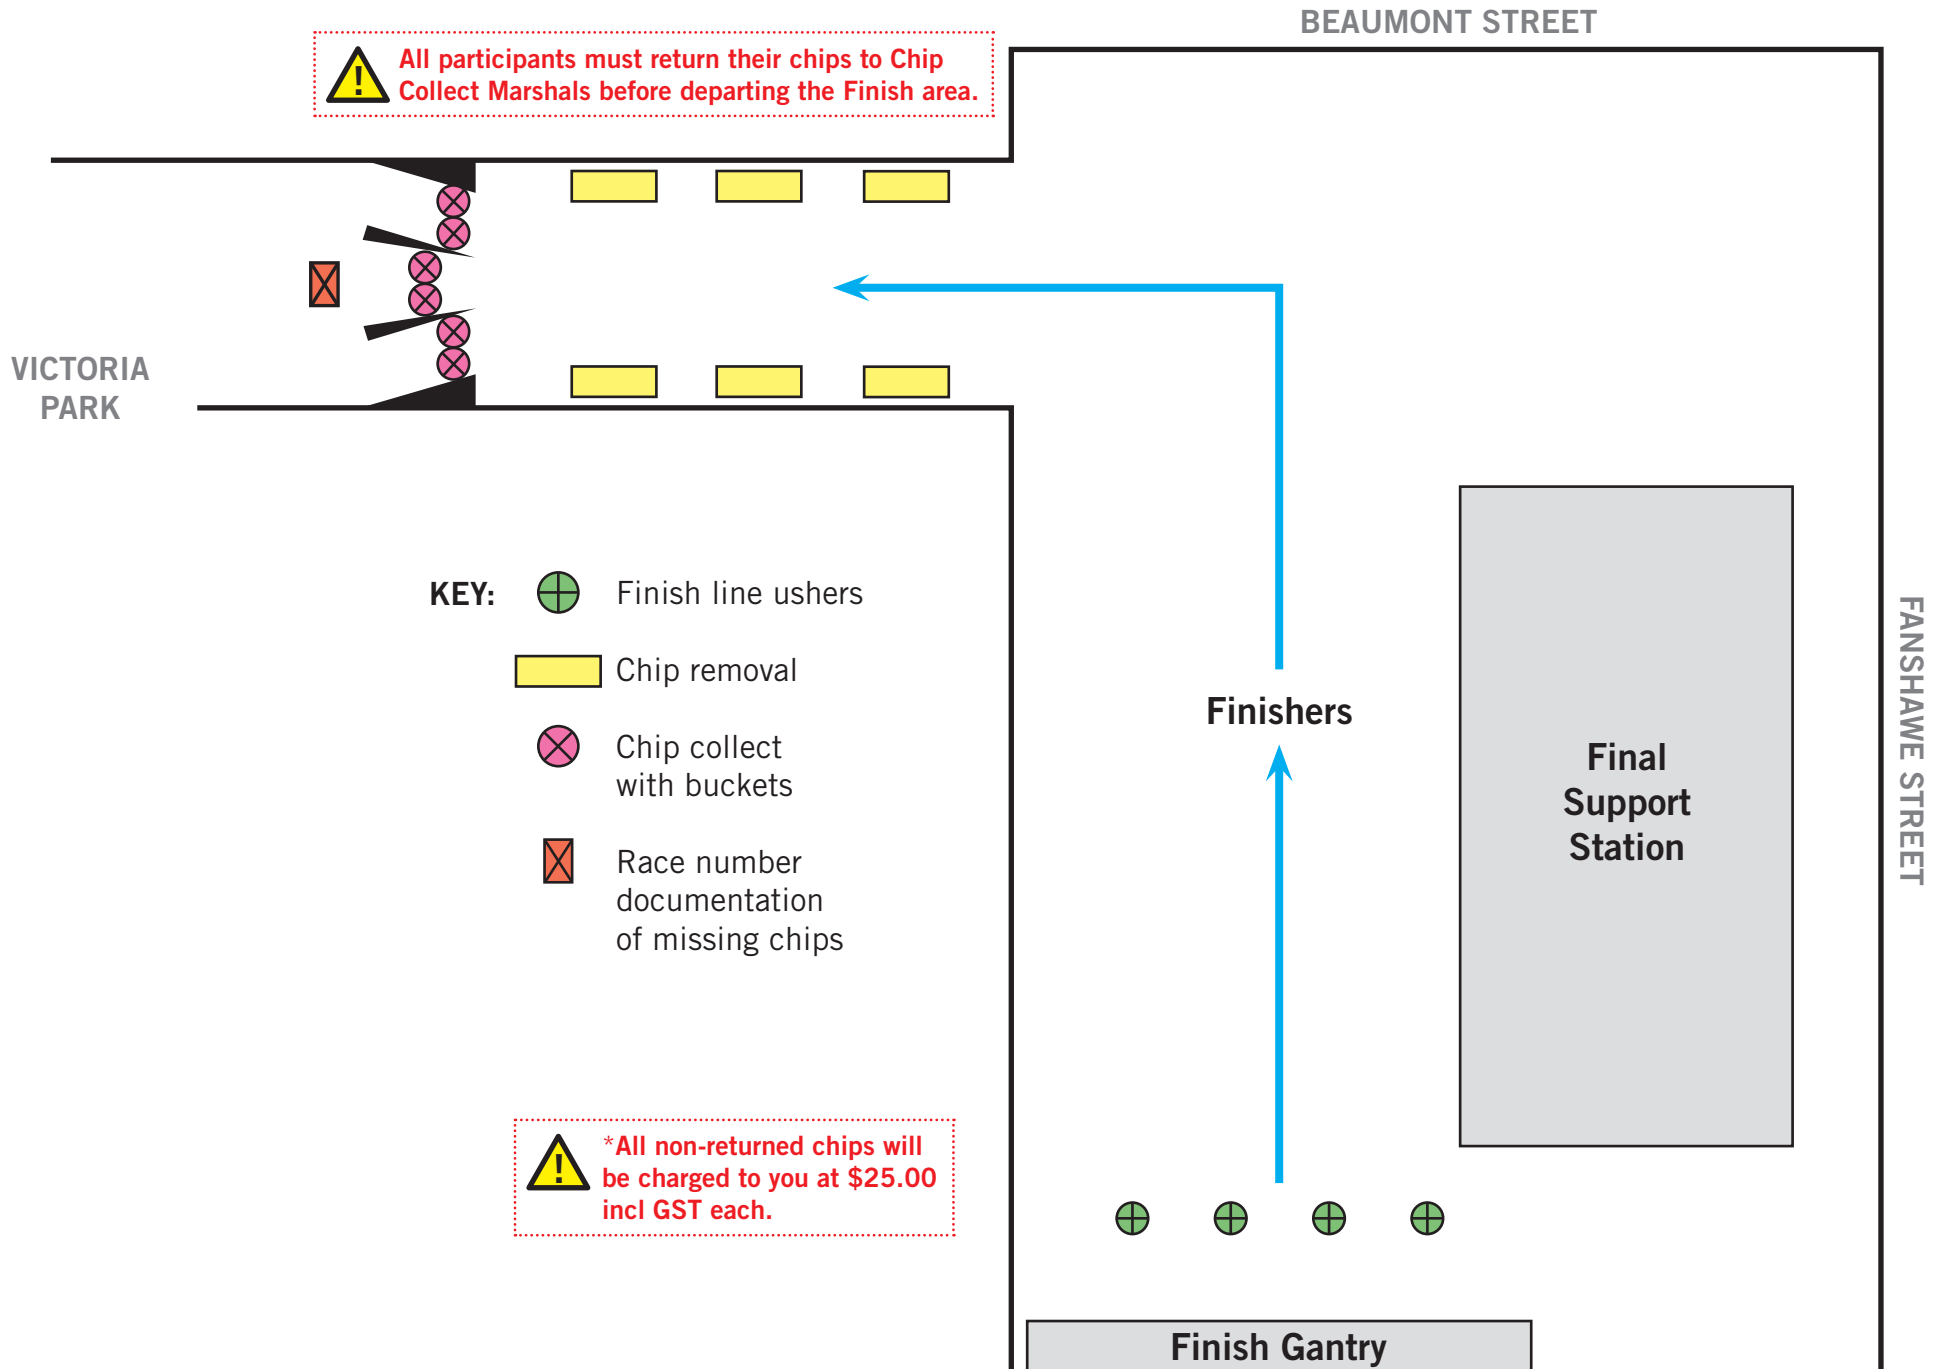 BEAUMONT STREET
All participants must return their chips to Chip
Collect Marshals before departing the Finish area.
VICTORIA
PARK
KEY:
Finish line ushers
Chip removal
Chip collect
with buckets
Race number
documentation
of missing chips
*All non-returned chips will
be charged to you at $25.00
incl GST each.
Finishers
Final
Support
Station
FANSHAWE STREET
Finish Gantry